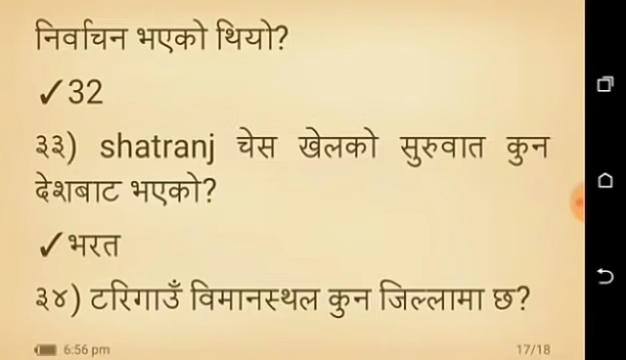 निर्वाचन भएको थियो?
✓32
३३) shatranj चेस खेलको सुरुवात कुन
देशबाट भएको?
✓भरत
३४) टरिगाउँ विमानस्थल कुन जिल्लामा छ?
6:56 pm 17/18